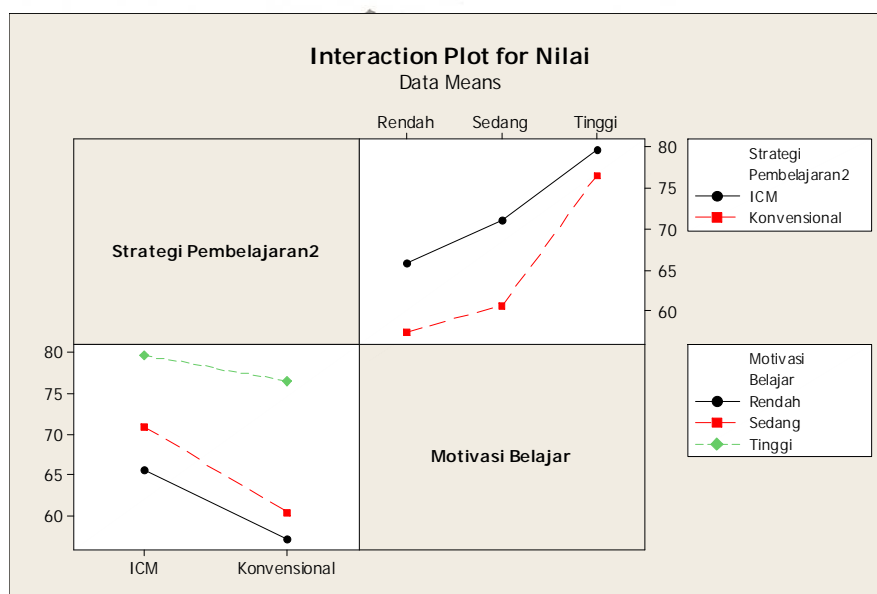 Interaction Plot for Nilai
Data Means
Rendah Sedang Tinggi
80
75
70
65
60
Strategi
Pembelajaran2
ICM
Konvensional
Strategi Pembelajaran2
80
75
70
65
60
Motivasi Belajar
Motivasi
Belajar
Rendah
Sedang
Tinggi
ICM Konvensional